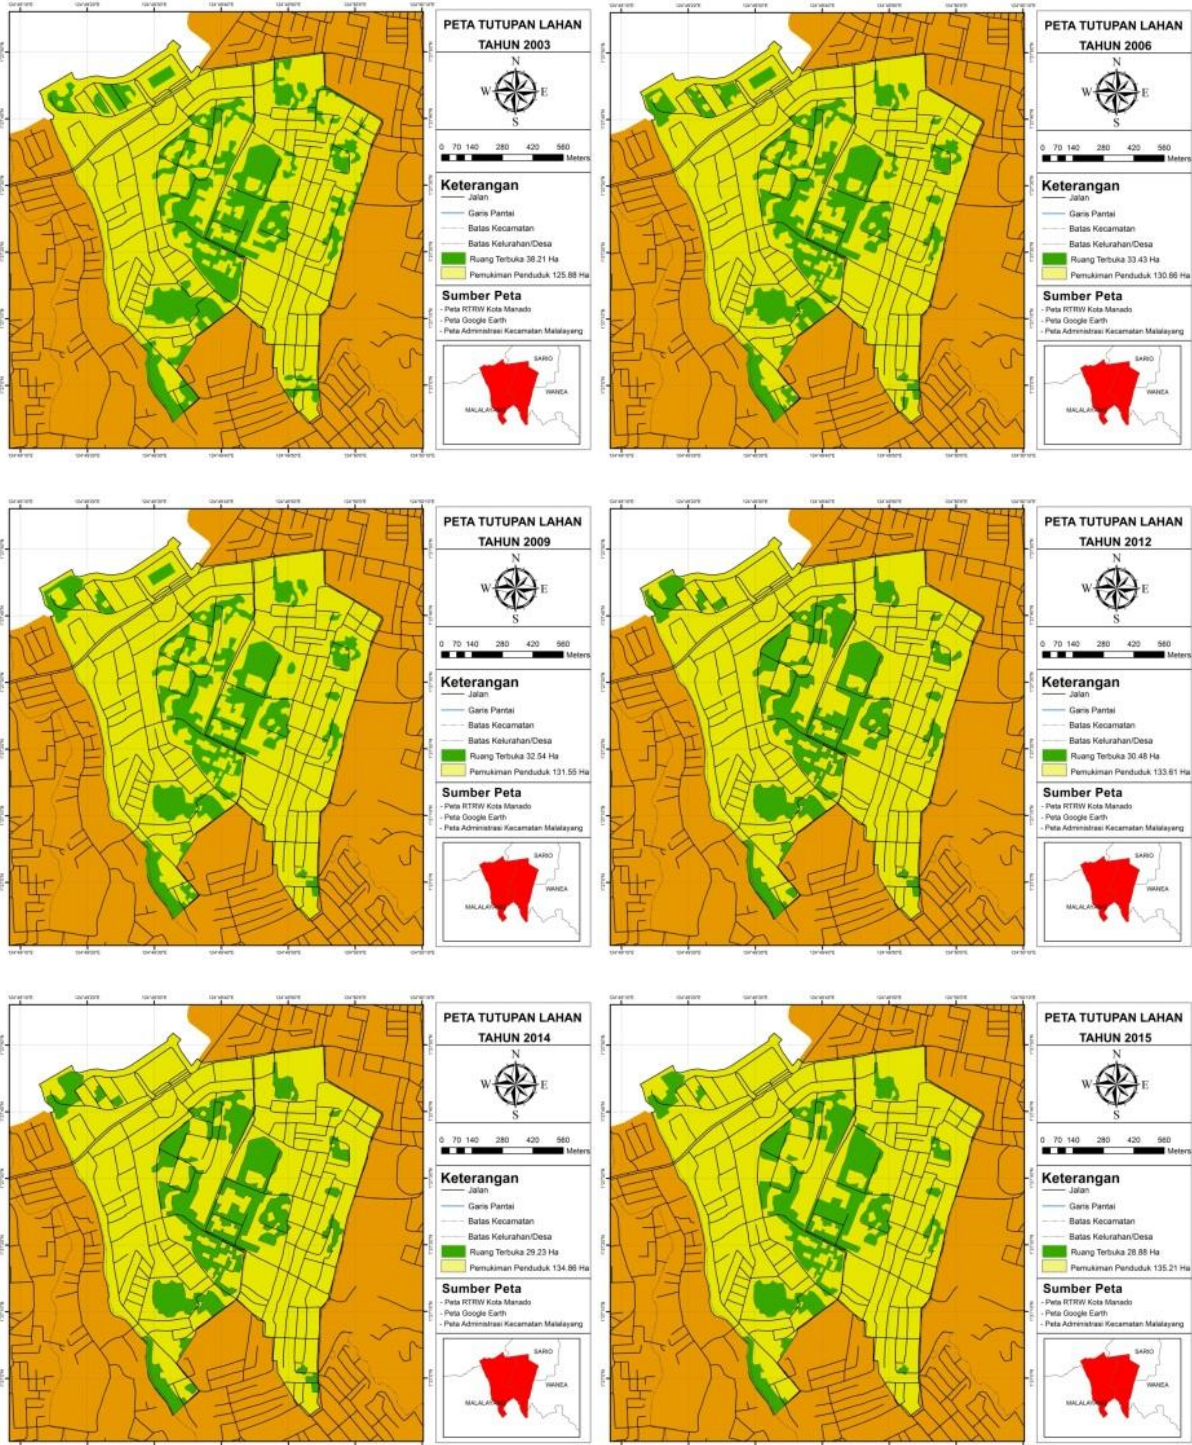 PETA TUTUPAN LAHAN
TAHUN 2003
N
W E
S
0 70 140 280 420 560
Meters
Keterangan
Jalan
Garis Pantai
Batas Kecamatan
Batas Kelurahan/Desa
Ruang Terbuka 38.21 Ha
Pemukiman Penduduk 125.88 Ha
Sumber Peta
- Peta RTRW Kota Manado
- Peta Google Earth
- Peta Administrasi Kecamatan Malalayang
SARIO
WANEA
PETA TUTUPAN LAHAN
TAHUN 2006
N
W E
S
0 70 140 280 420 560
Meters
Keterangan
Jalan
Garis Pantai
Batas Kecamatan
Batas Kelurahan/Desa
Ruang Terbuka 33.43 Ha
Pemukiman Penduduk 130.66 Ha
Sumber Peta
- Peta RTRW Kota Manado
- Peta Google Earth
- Peta Administrasi Kecamatan Malalayang
SARIO
WANEA
PETA TUTUPAN LAHAN
TAHUN 2009
N
W E
S
0 70 140 280 420 560
Meters
Keterangan
Jalan
Garis Pantai
Batas Kecamatan
Batas Kelurahan/Desa
Ruang Terbuka 32.54 Ha
Pemukiman Penduduk 131.55 Ha
Sumber Peta
- Peta RTRW Kota Manado
- Peta Google Earth
- Peta Administrasi Kecamatan Malalayang
SARIO
WANEA
PETA TUTUPAN LAHAN
TAHUN 2012
N
W E
S
0 70 140 280 420 560
Meters
Keterangan
Jalan
Garis Pantai
Batas Kecamatan
Batas Kelurahan/Desa
Ruang Terbuka 30.48 Ha
Pemukiman Penduduk 133.61 Ha
Sumber Peta
- Peta RTRW Kota Manado
- Peta Google Earth
- Peta Administrasi Kecamatan Malalayang
SARIO
WANEA
PETA TUTUPAN LAHAN
TAHUN 2014
N
W E
S
0 70 140 280 420 560
Meters
Keterangan
Jalan
Garis Pantai
Batas Kecamatan
Batas Kelurahan/Desa
Ruang Terbuka 29.23 Ha
Pemukiman Penduduk 134.86 Ha
Sumber Peta
- Peta RTRW Kota Manado
- Peta Google Earth
- Peta Administrasi Kecamatan Malalayang
SARIO
WANEA
PETA TUTUPAN LAHAN
TAHUN 2015
N
W E
S
0 70 140 280 420 560
Meters
Keterangan
Jalan
Garis Pantai
Batas Kecamatan
Batas Kelurahan/Desa
Ruang Terbuka 28.88 Ha
Pemukiman Penduduk 135.21 Ha
Sumber Peta
- Peta RTRW Kota Manado
- Peta Google Earth
- Peta Administrasi Kecamatan Malalayang
SARIO
WANEA